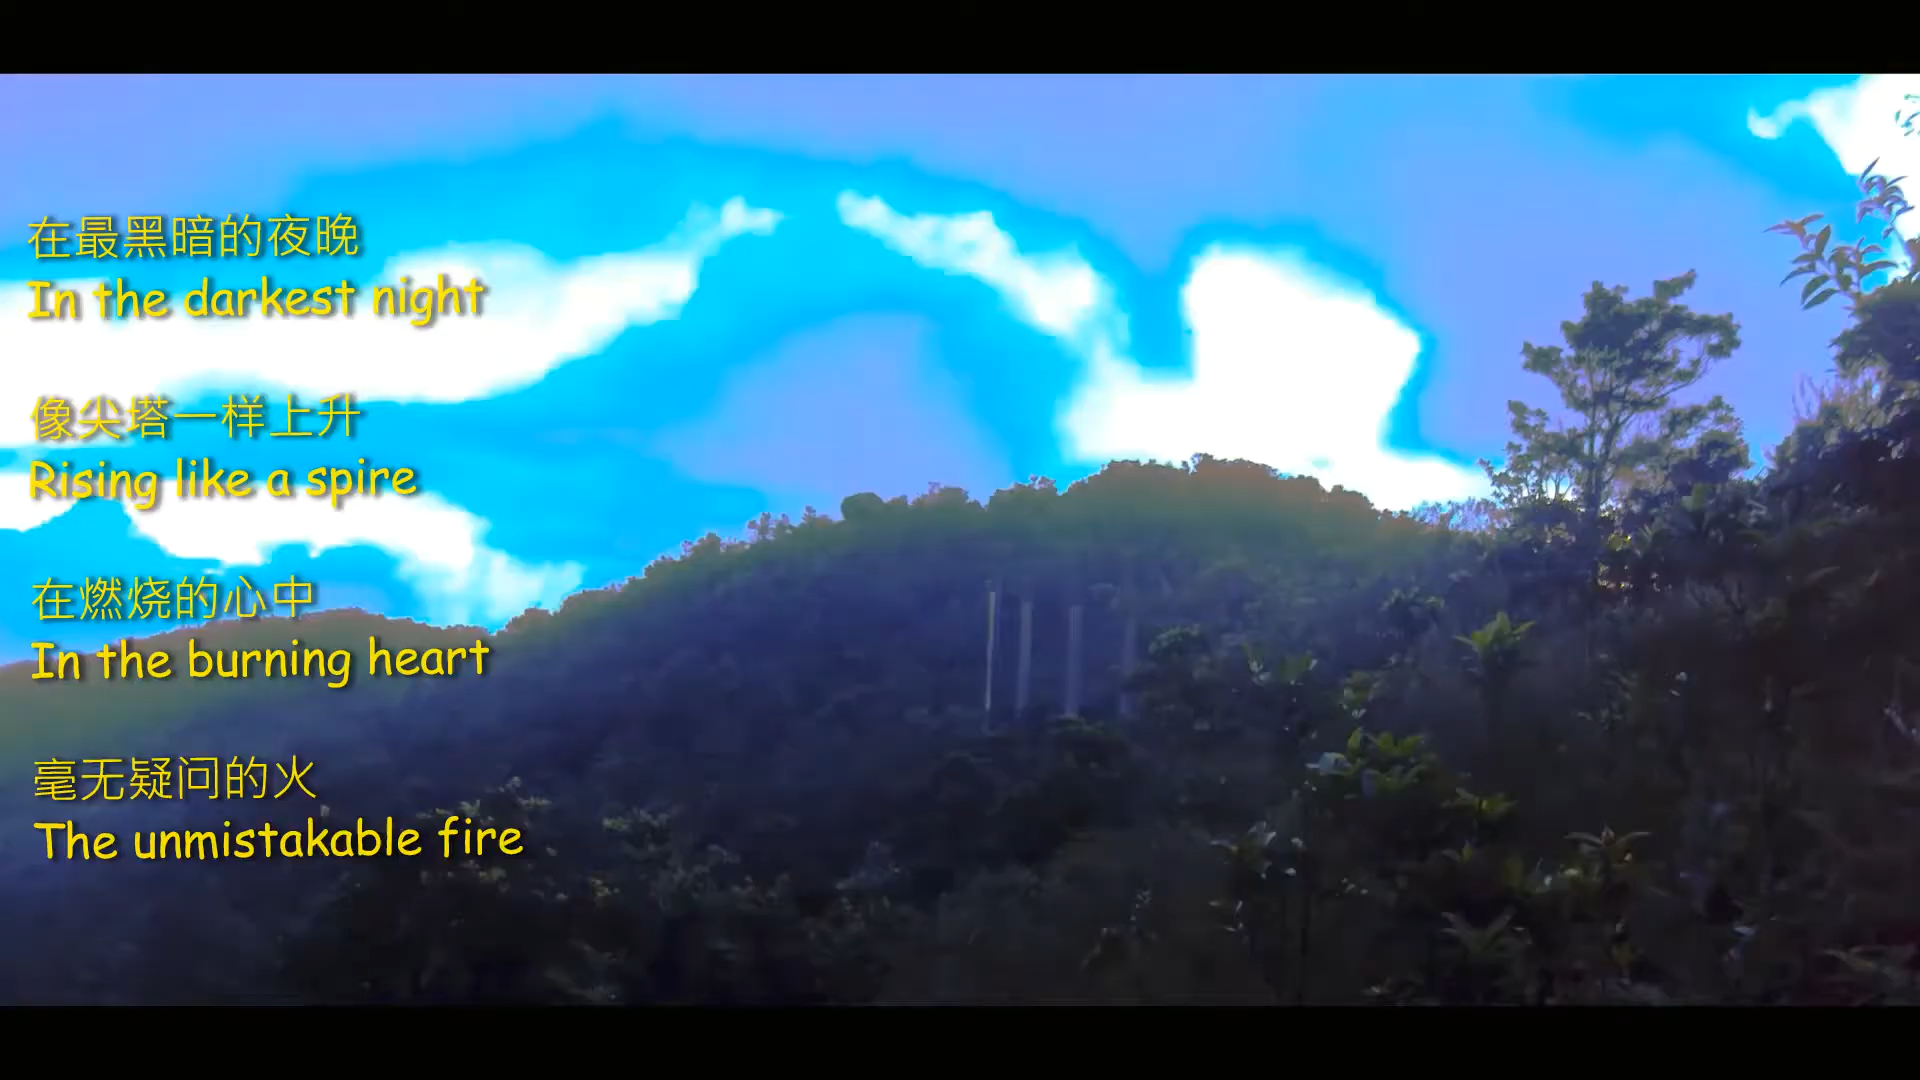 在最黑暗的夜晚
In the darkest night
像尖塔一样上升
Rising like a spire
在燃烧的心中
In the burning heart
毫无疑问的火
The unmistakable fire